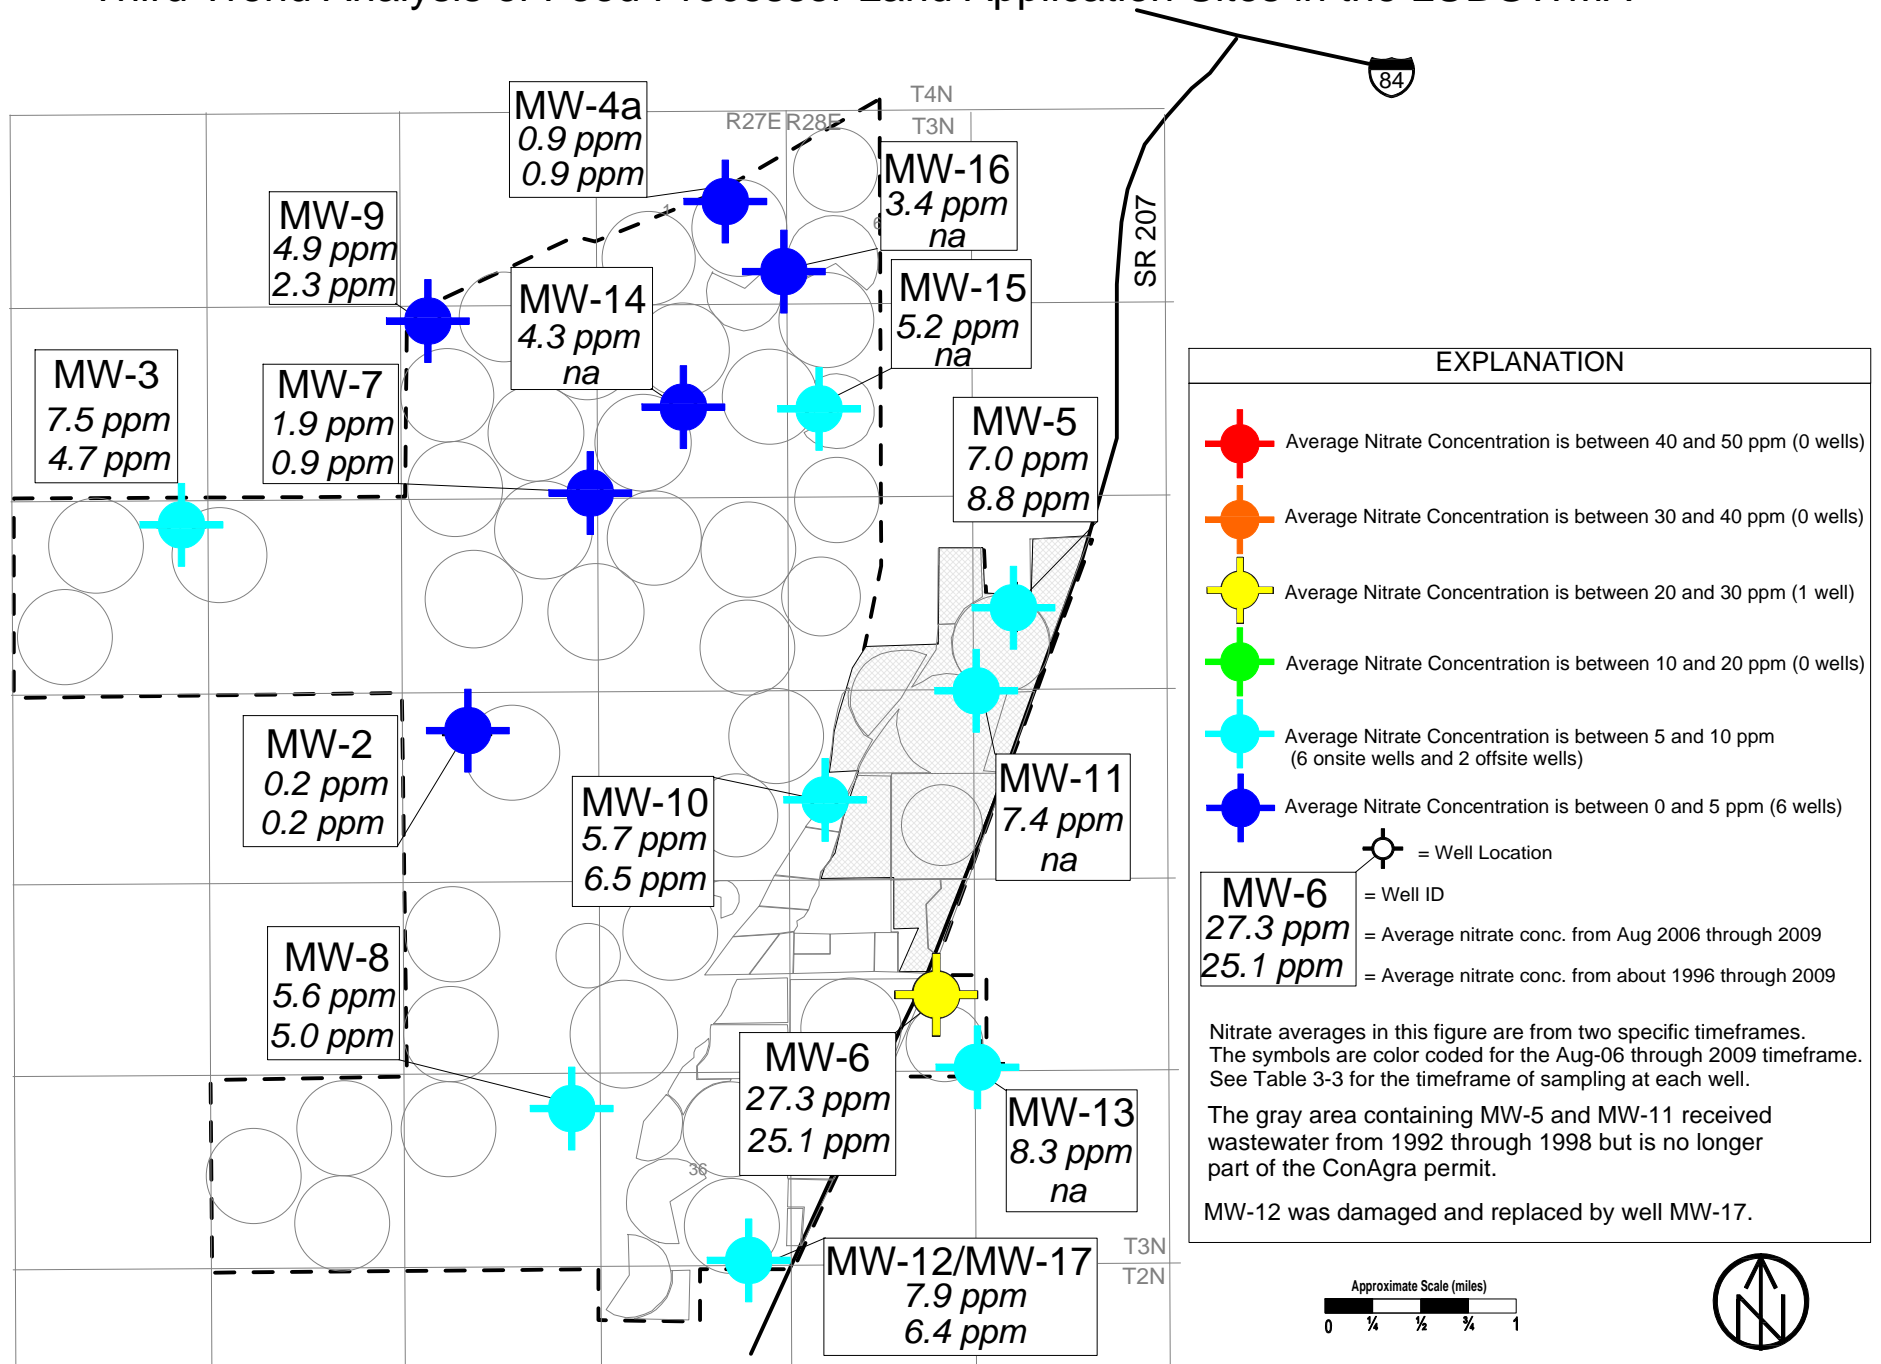 Third Trend Analysis of Food Processor Land Application Sites in the LUBGWMA
84
T4N
R27E R28E
T3N
MW-4a
0.9 ppm
0.9 ppm
MW-16
3.4 ppm
na
1
6
SR 207
MW-9
4.9 ppm
2.3 ppm
MW-14
4.3 ppm
na
MW-15
5.2 ppm
na
MW-3
7.5 ppm
4.7 ppm
MW-7
1.9 ppm
0.9 ppm
MW-5
7.0 ppm
8.8 ppm
MW-2
0.2 ppm
0.2 ppm
MW-10
5.7 ppm
6.5 ppm
MW-11
7.4 ppm
na
MW-8
5.6 ppm
5.0 ppm
MW-6
27.3 ppm
25.1 ppm
MW-13
8.3 ppm
na
36
MW-12/MW-17
7.9 ppm
6.4 ppm
T3N
T2N
EXPLANATION
Average Nitrate Concentration is between 40 and 50 ppm (0 wells)
Average Nitrate Concentration is between 30 and 40 ppm (0 wells)
Average Nitrate Concentration is between 20 and 30 ppm (1 well)
Average Nitrate Concentration is between 10 and 20 ppm (0 wells)
Average Nitrate Concentration is between 5 and 10 ppm
(6 onsite wells and 2 offsite wells)
Average Nitrate Concentration is between 0 and 5 ppm (6 wells)
= Well Location
MW-6 = Well ID
27.3 ppm = Average nitrate conc. from Aug 2006 through 2009
25.1 ppm = Average nitrate conc. from about 1996 through 2009
Nitrate averages in this figure are from two specific timeframes.
The symbols are color coded for the Aug-06 through 2009 timeframe.
See Table 3-3 for the timeframe of sampling at each well.
The gray area containing MW-5 and MW-11 received
wastewater from 1992 through 1998 but is no longer
part of the ConAgra permit.
MW-12 was damaged and replaced by well MW-17.
Approximate Scale (miles)
0 ¼ ½ ¾ 1
N